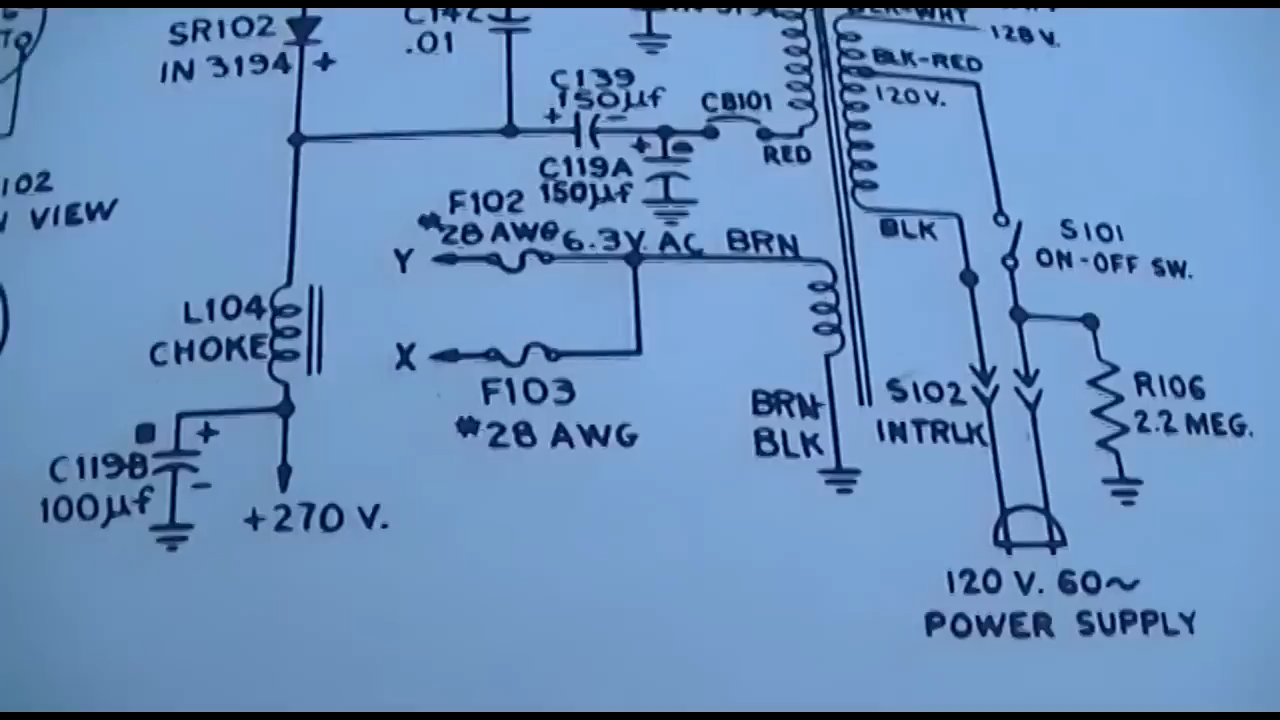 SR102
IN 3194
+
.01
C139
150μf
+
-
CB101
RED
+
C119A
150μf
128 V.
BLK-RED
120 V.
BLK
S101
ON-OFF SW.
102
VIEW
F102
#28 AWG
6.3V. AC BRN
Y
X
F103
#28 AWG
L104
CHOKE
BRN
BLK
S102
INTRLK
R106
2.2 MEG.
+
-
C119B
100μf
+270 V.
120 V. 60~
POWER SUPPLY